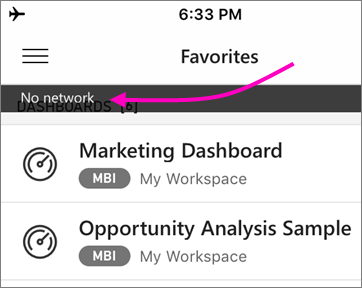 6:33 PM
Favorites
No network
DASHBOARDS [6]
Marketing Dashboard
MBI My Workspace
Opportunity Analysis Sample
MBI My Workspace